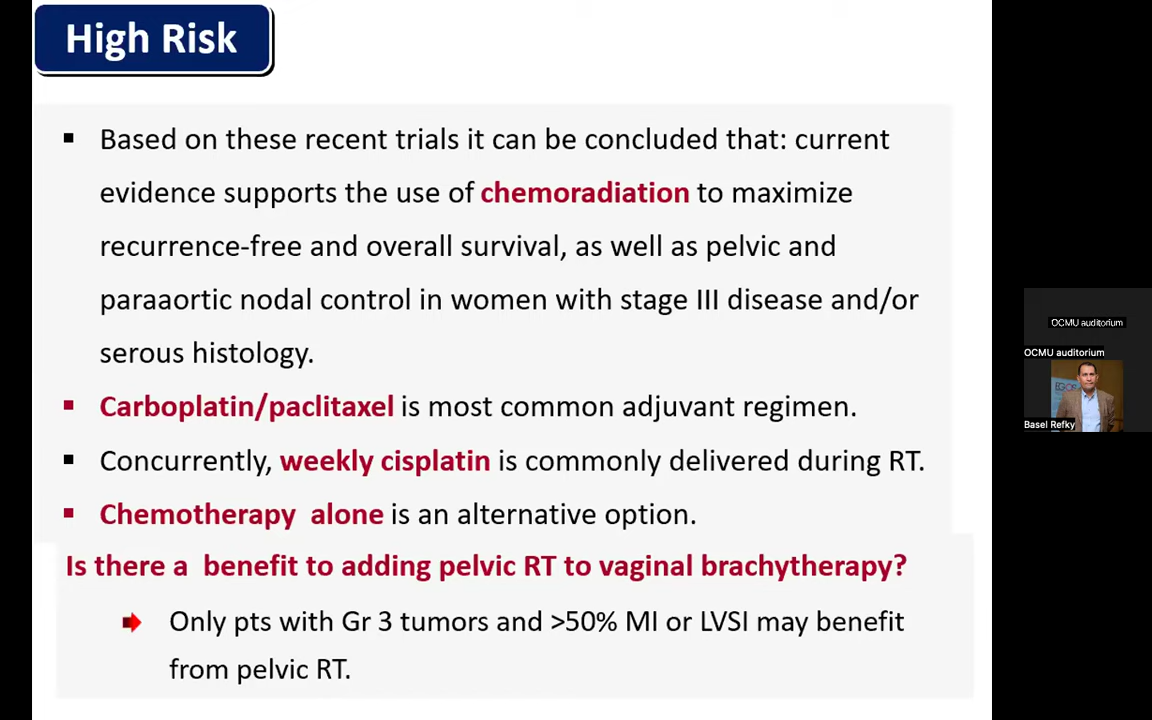 High Risk
▪ Based on these recent trials it can be concluded that: current
evidence supports the use of chemoradiation to maximize
recurrence-free and overall survival, as well as pelvic and
paraaortic nodal control in women with stage III disease and/or
serous histology.
▪ Carboplatin/paclitaxel is most common adjuvant regimen.
▪ Concurrently, weekly cisplatin is commonly delivered during RT.
▪ Chemotherapy alone is an alternative option.
Is there a benefit to adding pelvic RT to vaginal brachytherapy?
Only pts with Gr 3 tumors and >50% MI or LVSI may benefit
from pelvic RT.
OCMU auditorium
OCMU auditorium
Basel Refky